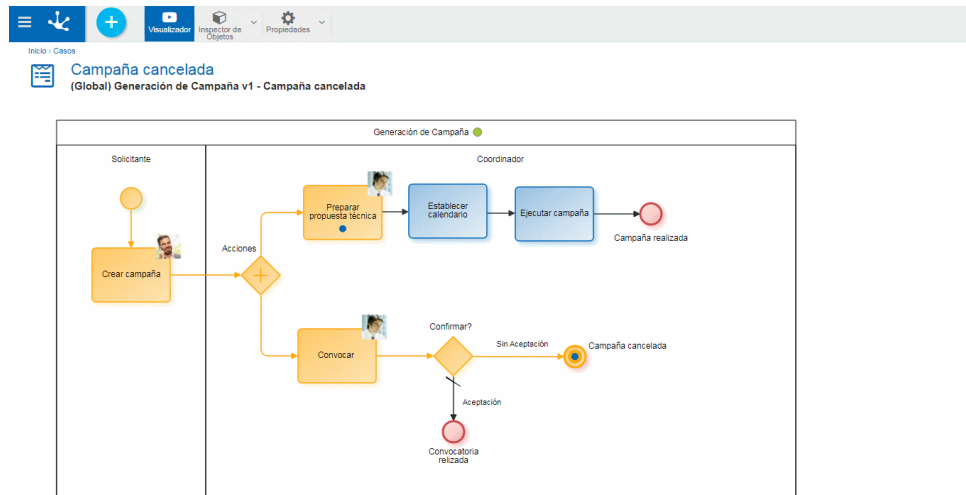 Visualizador
Inspector de
Objetos
Propiedades
Inicio › Casos
Campaña cancelada
(Global) Generación de Campaña v1 - Campaña cancelada
Generación de Campaña
Solicitante
Coordinador
Preparar
propuesta técnica
Establecer
calendario
Ejecutar campaña
Campaña realizada
Acciones
Crear campaña
Confirmar?
Sin Aceptación
Campaña cancelada
Convocar
Aceptación
Convocatoria
relizada